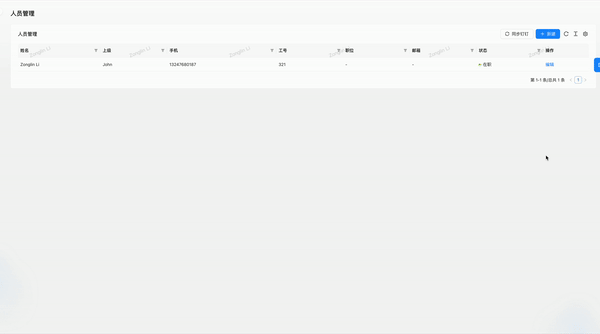 人员管理
人员管理
同步钉钉 + 新建
姓名 上级 手机 工号 职位 邮箱 状态 操作
Zonglin Li John 13247680187 321 - - 在职 编辑
第 1-1 条/总共 1 条 1
Zonglin Li Zonglin Li Zonglin Li Zonglin Li Zonglin Li Zonglin Li